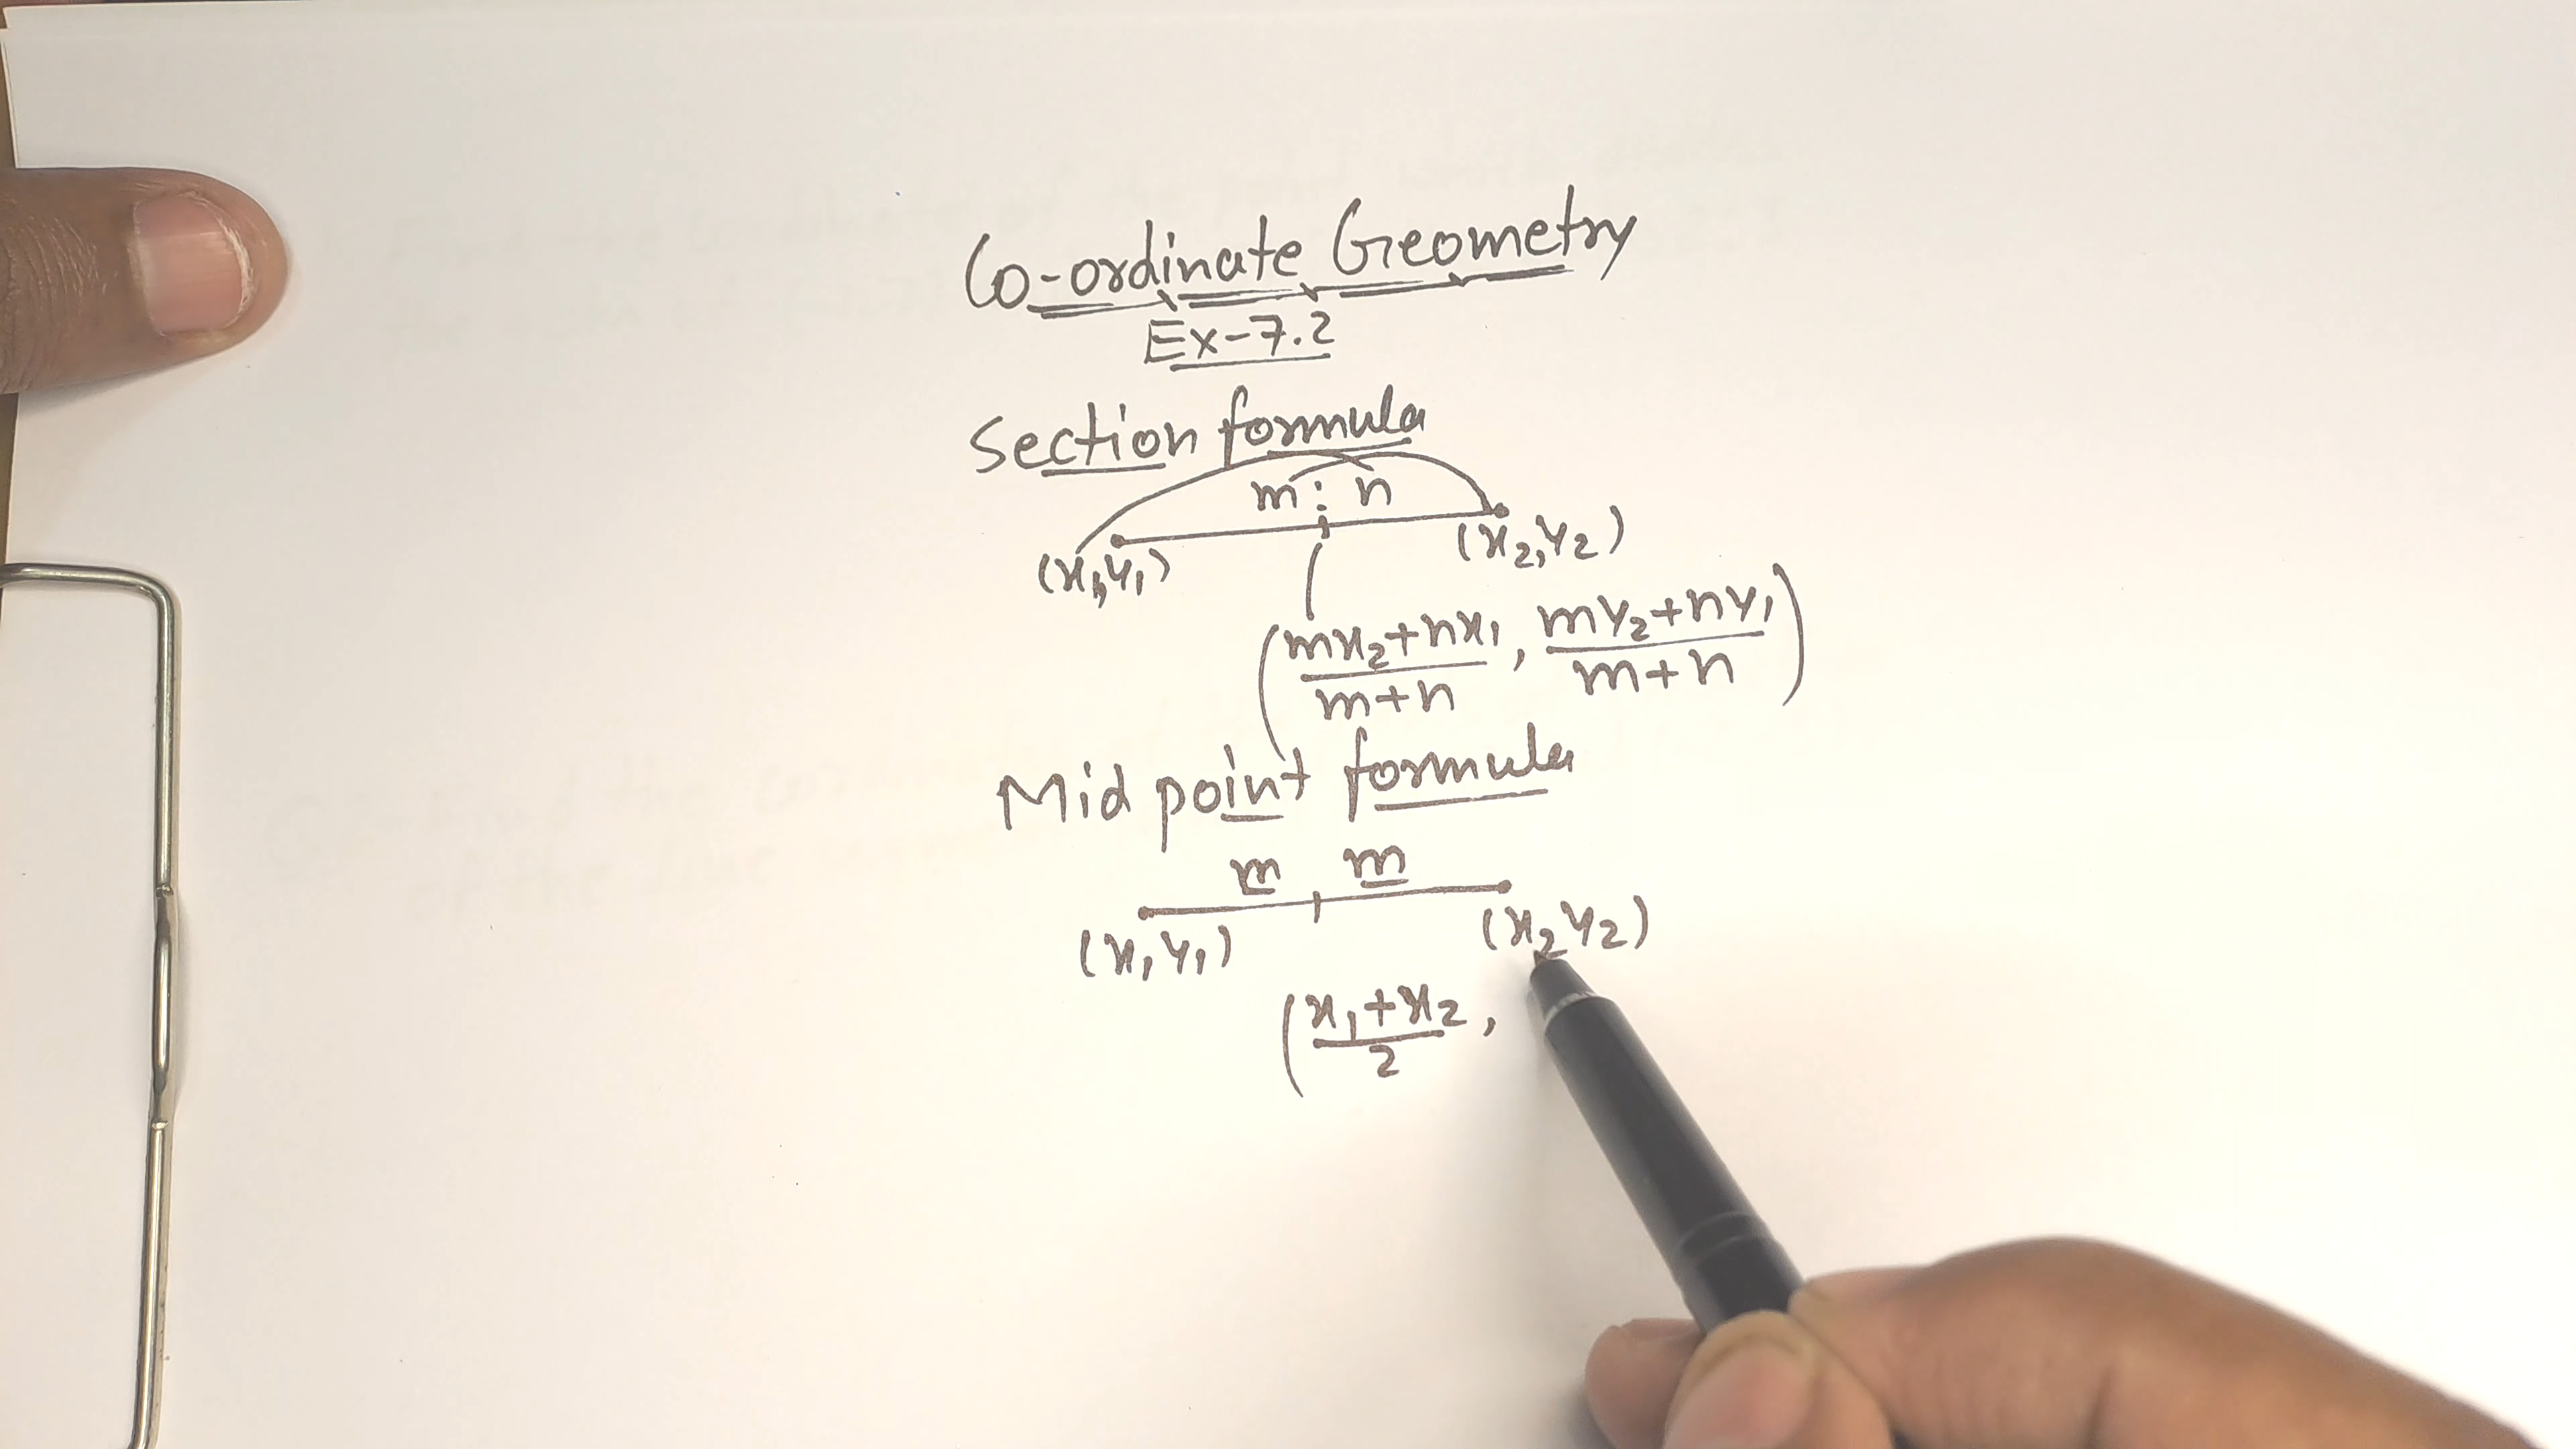 Co-ordinate Geometry
Ex-7.2
Section formula
m : n
(x₁, y₁) (x₂, y₂)
(mx₂+nx₁/m+n, my₂+ny₁/m+n)
Mid point formula
m m
(x₁ y₁) (x₂ y₂)
(x₁+x₂/2,